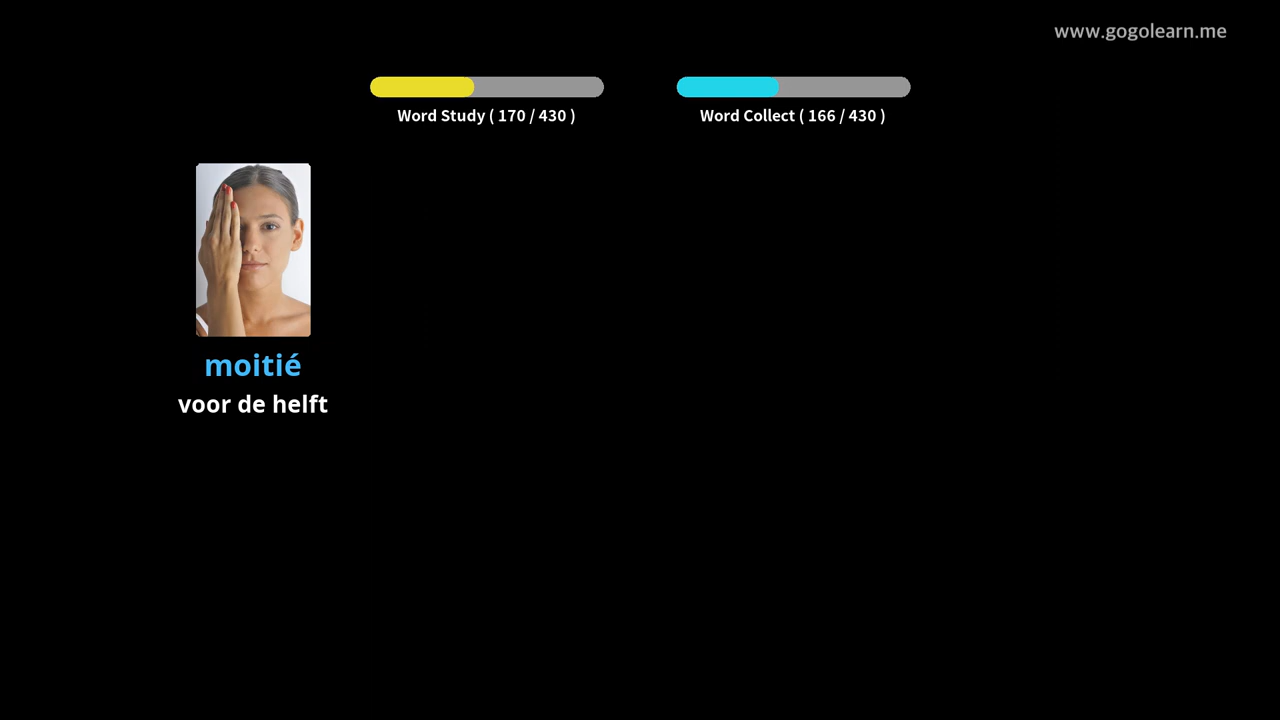 www.gogolearn.me
Word Study ( 170 / 430 )
Word Collect ( 166 / 430 )
moitié
voor de helft